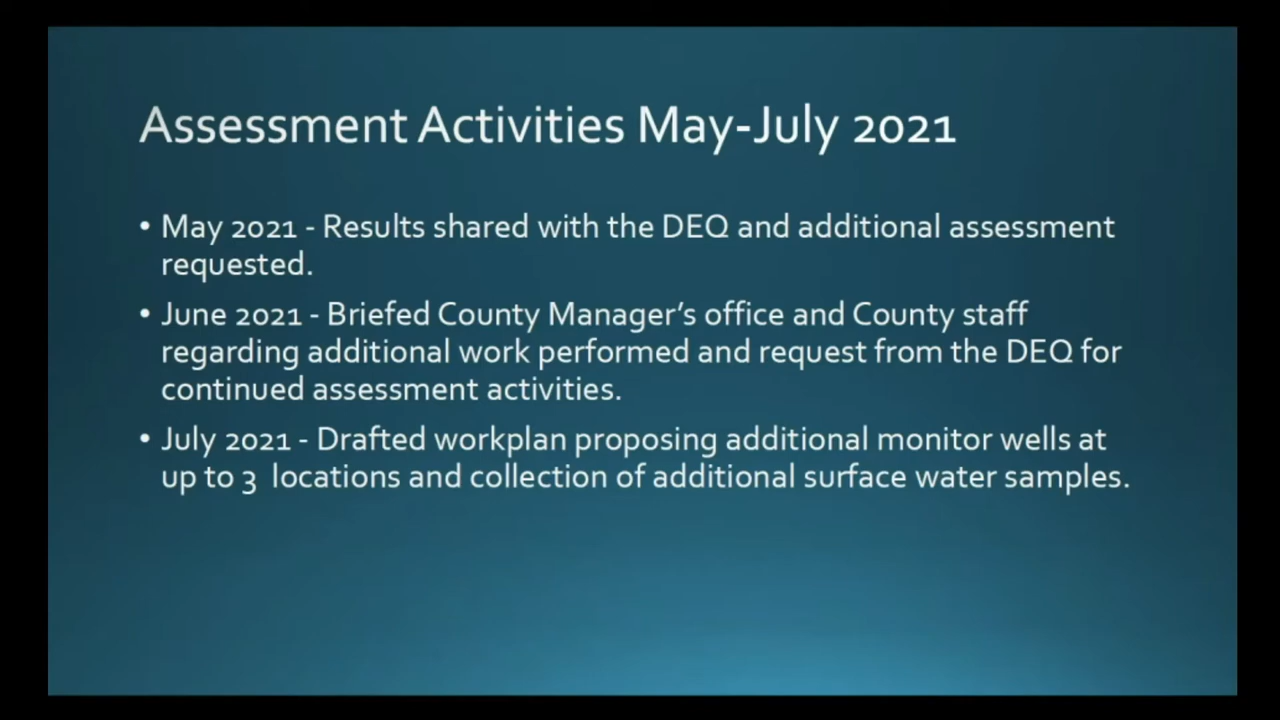 Assessment Activities May-July 2021
• May 2021 - Results shared with the DEQ and additional assessment
requested.
• June 2021 - Briefed County Manager’s office and County staff
regarding additional work performed and request from the DEQ for
continued assessment activities.
• July 2021 - Drafted workplan proposing additional monitor wells at
up to 3  locations and collection of additional surface water samples.